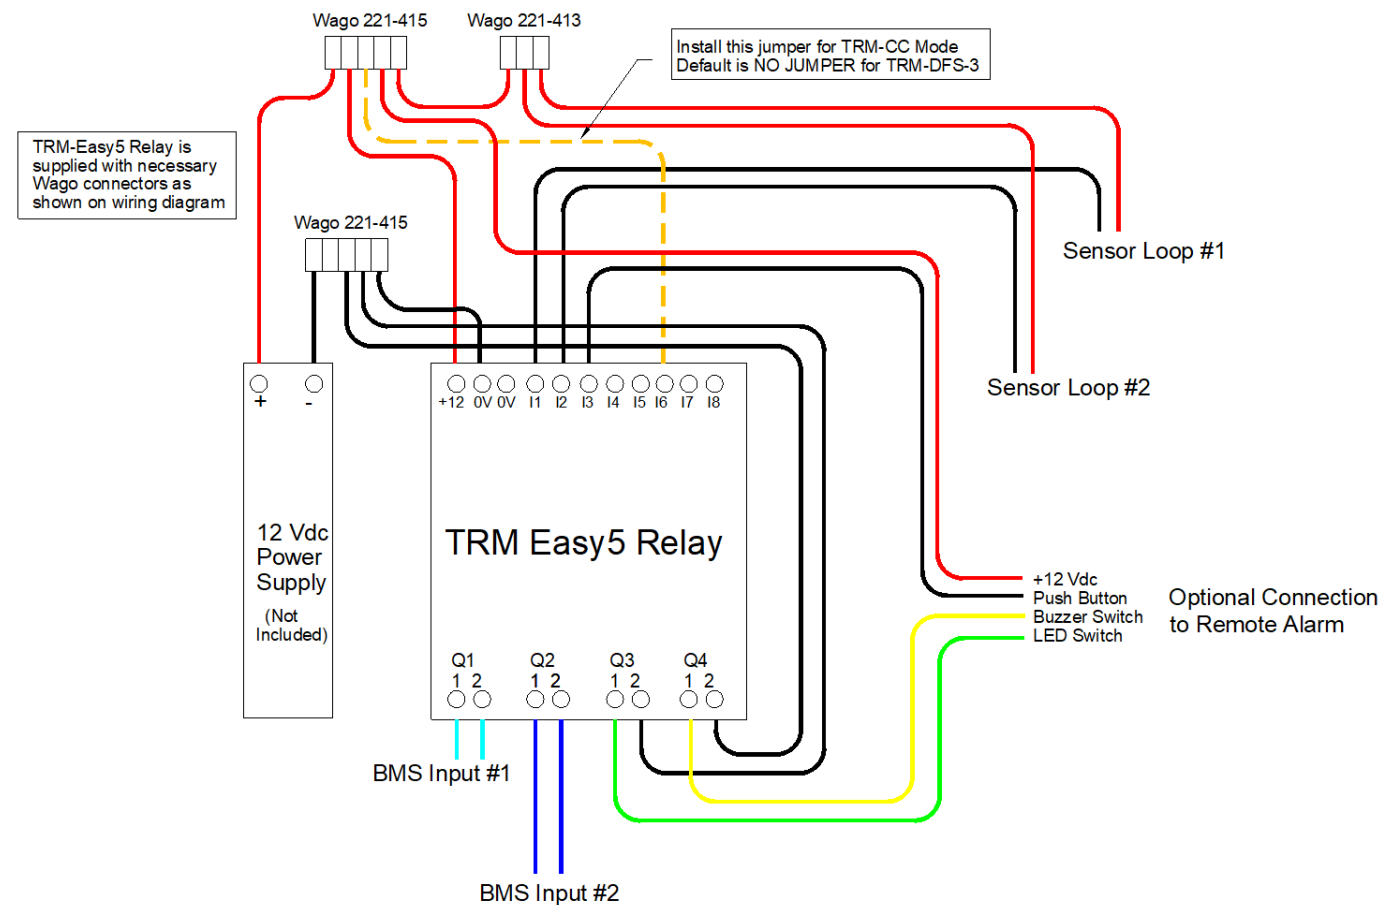 Wago 221-415
Wago 221-413
Install this jumper for TRM-CC Mode
Default is NO JUMPER for TRM-DFS-3
TRM-Easy5 Relay is
supplied with necessary
Wago connectors as
shown on wiring diagram
Wago 221-415
Sensor Loop #1
Sensor Loop #2
+ -
+12 0V 0V I1 I2 I3 I4 I5 I6 I7 I8
12 Vdc
Power
Supply
(Not
Included)
TRM Easy5 Relay
+12 Vdc
Push Button
Buzzer Switch
LED Switch
Optional Connection
to Remote Alarm
Q1 Q2 Q3 Q4
1 2 1 2 1 2 1 2
BMS Input #1
BMS Input #2